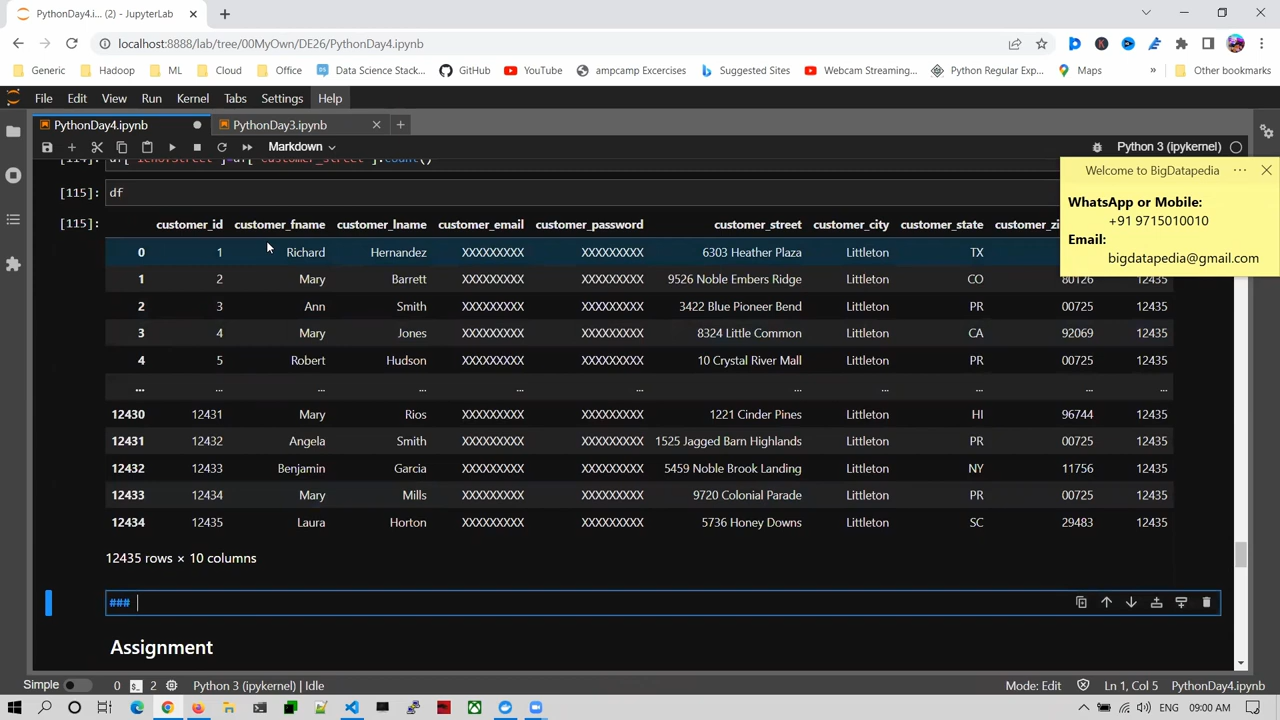 PythonDay4.i... (2) - JupyterLab
localhost:8888/lab/tree/00MyOwn/DE26/PythonDay4.ipynb
Generic Hadoop ML Cloud Office Data Science Stack... GitHub YouTube ampcamp Excercises Suggested Sites Webcam Streaming... Python Regular Exp... Maps » Other bookmarks
File Edit View Run Kernel Tabs Settings Help
PythonDay4.ipynb PythonDay3.ipynb
Markdown Python 3 (ipykernel)
Welcome to BigDatapedia ...
WhatsApp or Mobile:
+91 9715010010
Email:
bigdatapedia@gmail.com
[115]: df
[115]: customer_id customer_fname customer_lname customer_email customer_password customer_street customer_city customer_state customer_zi
0 1 Richard Hernandez XXXXXXXXX XXXXXXXXX 6303 Heather Plaza Littleton TX
1 2 Mary Barrett XXXXXXXXX XXXXXXXXX 9526 Noble Embers Ridge Littleton CO 80126 12435
2 3 Ann Smith XXXXXXXXX XXXXXXXXX 3422 Blue Pioneer Bend Littleton PR 00725 12435
3 4 Mary Jones XXXXXXXXX XXXXXXXXX 8324 Little Common Littleton CA 92069 12435
4 5 Robert Hudson XXXXXXXXX XXXXXXXXX 10 Crystal River Mall Littleton PR 00725 12435
... ... ... ... ... ... ... ... ... ... ...
12430 12431 Mary Rios XXXXXXXXX XXXXXXXXX 1221 Cinder Pines Littleton HI 96744 12435
12431 12432 Angela Smith XXXXXXXXX XXXXXXXXX 1525 Jagged Barn Highlands Littleton PR 00725 12435
12432 12433 Benjamin Garcia XXXXXXXXX XXXXXXXXX 5459 Noble Brook Landing Littleton NY 11756 12435
12433 12434 Mary Mills XXXXXXXXX XXXXXXXXX 9720 Colonial Parade Littleton PR 00725 12435
12434 12435 Laura Horton XXXXXXXXX XXXXXXXXX 5736 Honey Downs Littleton SC 29483 12435
12435 rows × 10 columns
###
Assignment
Simple 0 2 Python 3 (ipykernel) | Idle Mode: Edit Ln 1, Col 5 PythonDay4.ipynb
ENG 09:00 AM